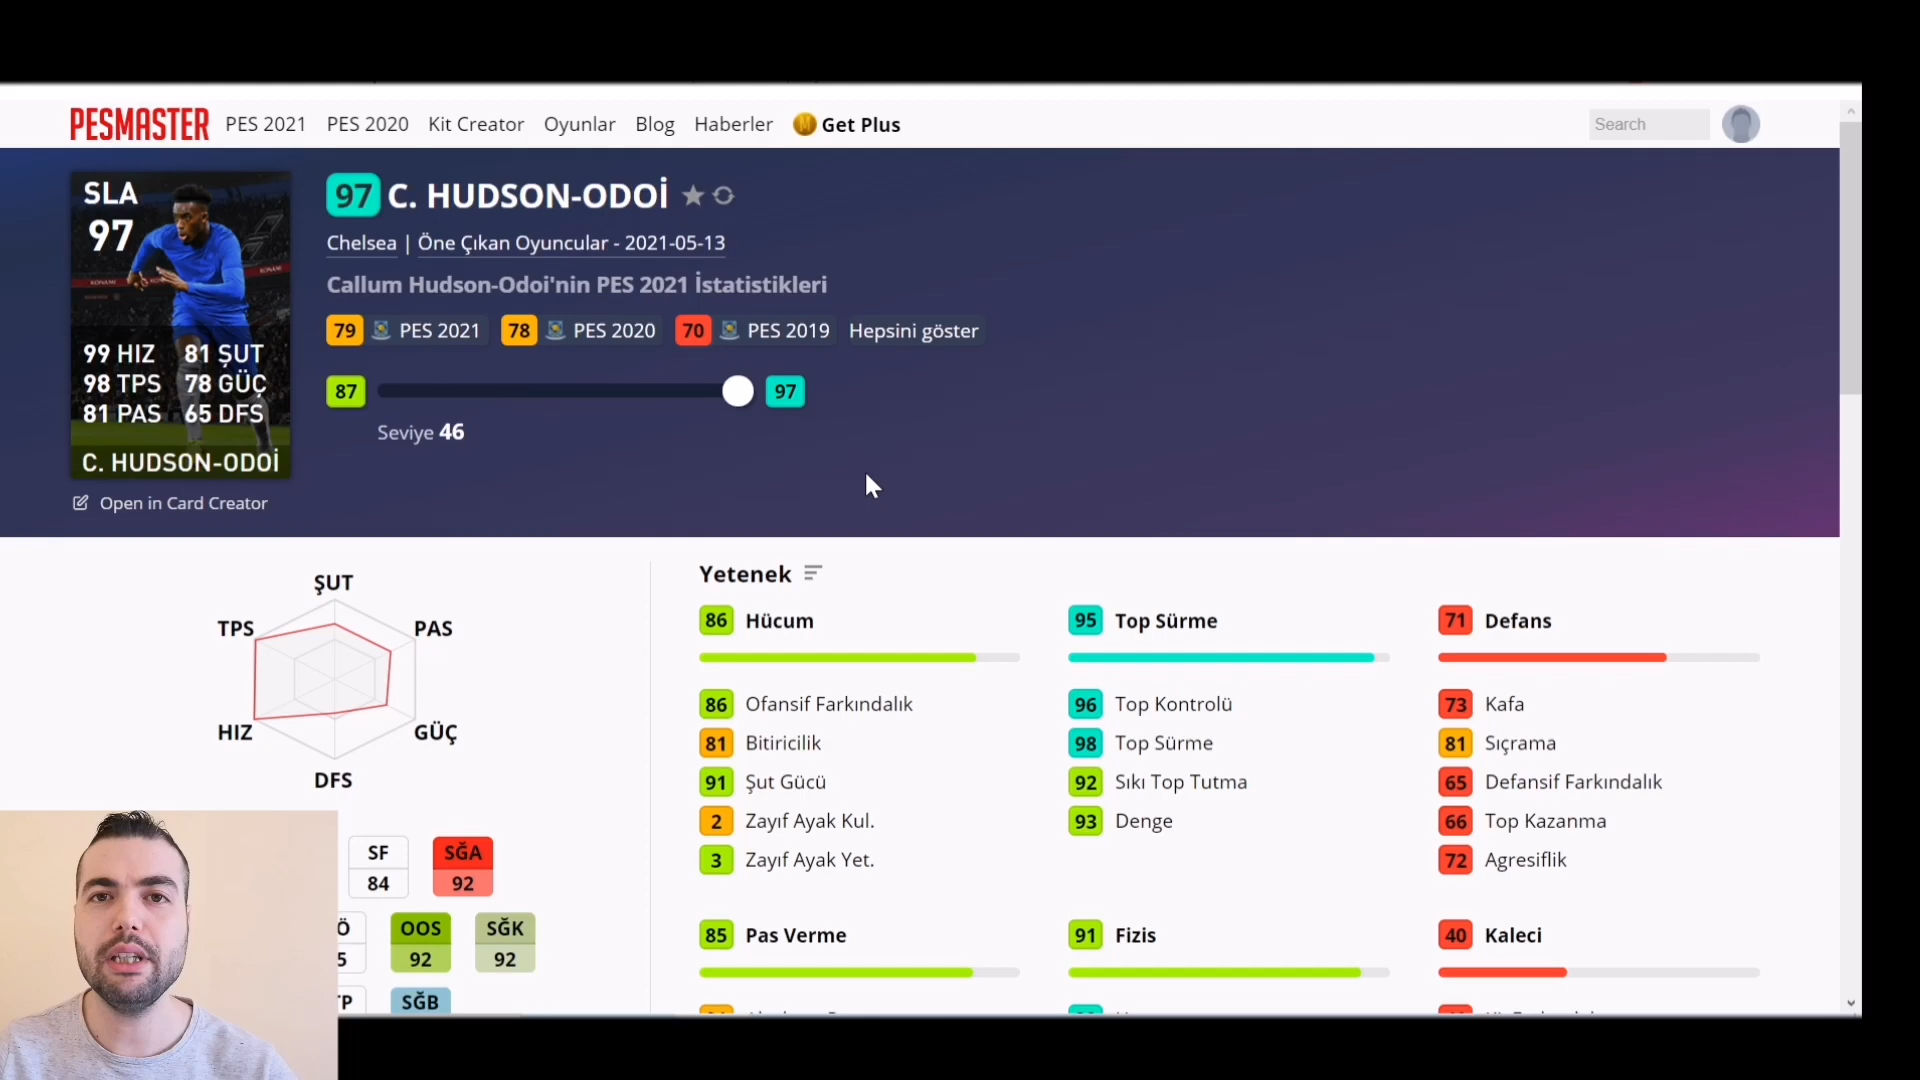 PESMASTER PES 2021 PES 2020 Kit Creator Oyunlar Blog Haberler Get Plus Search
SLA
97
99 HIZ 81 ŞUT
98 TPS 78 GÜÇ
81 PAS 65 DFS
C. HUDSON-ODOİ
Open in Card Creator
97 C. HUDSON-ODOİ
Chelsea | Öne Çıkan Oyuncular - 2021-05-13
Callum Hudson-Odoi'nin PES 2021 İstatistikleri
79 PES 2021 78 PES 2020 70 PES 2019 Hepsini göster
87 97
Seviye 46
ŞUT
TPS PAS
HIZ GÜÇ
DFS
SF SĞA
84 92
Ö OOS SĞK
5 92 92
P SĞB
Yetenek
86 Hücum
86 Ofansif Farkındalık
81 Bitiricilik
91 Şut Gücü
2 Zayıf Ayak Kul.
3 Zayıf Ayak Yet.
95 Top Sürme
96 Top Kontrolü
98 Top Sürme
92 Sıkı Top Tutma
93 Denge
71 Defans
73 Kafa
81 Sıçrama
65 Defansif Farkındalık
66 Top Kazanma
72 Agresiflik
85 Pas Verme
91 Fizis
40 Kaleci